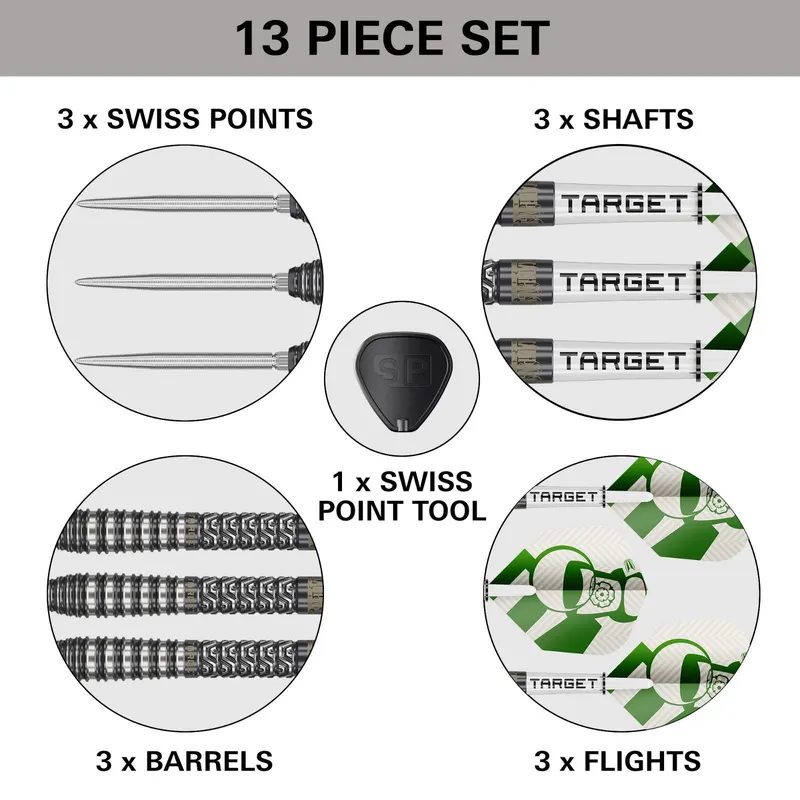 13 PIECE SET
3 x SWISS POINTS
3 x SHAFTS
TARGET
TARGET
TARGET
SP
1 x SWISS
POINT TOOL
TARGET
TARGET
3 x BARRELS
3 x FLIGHTS